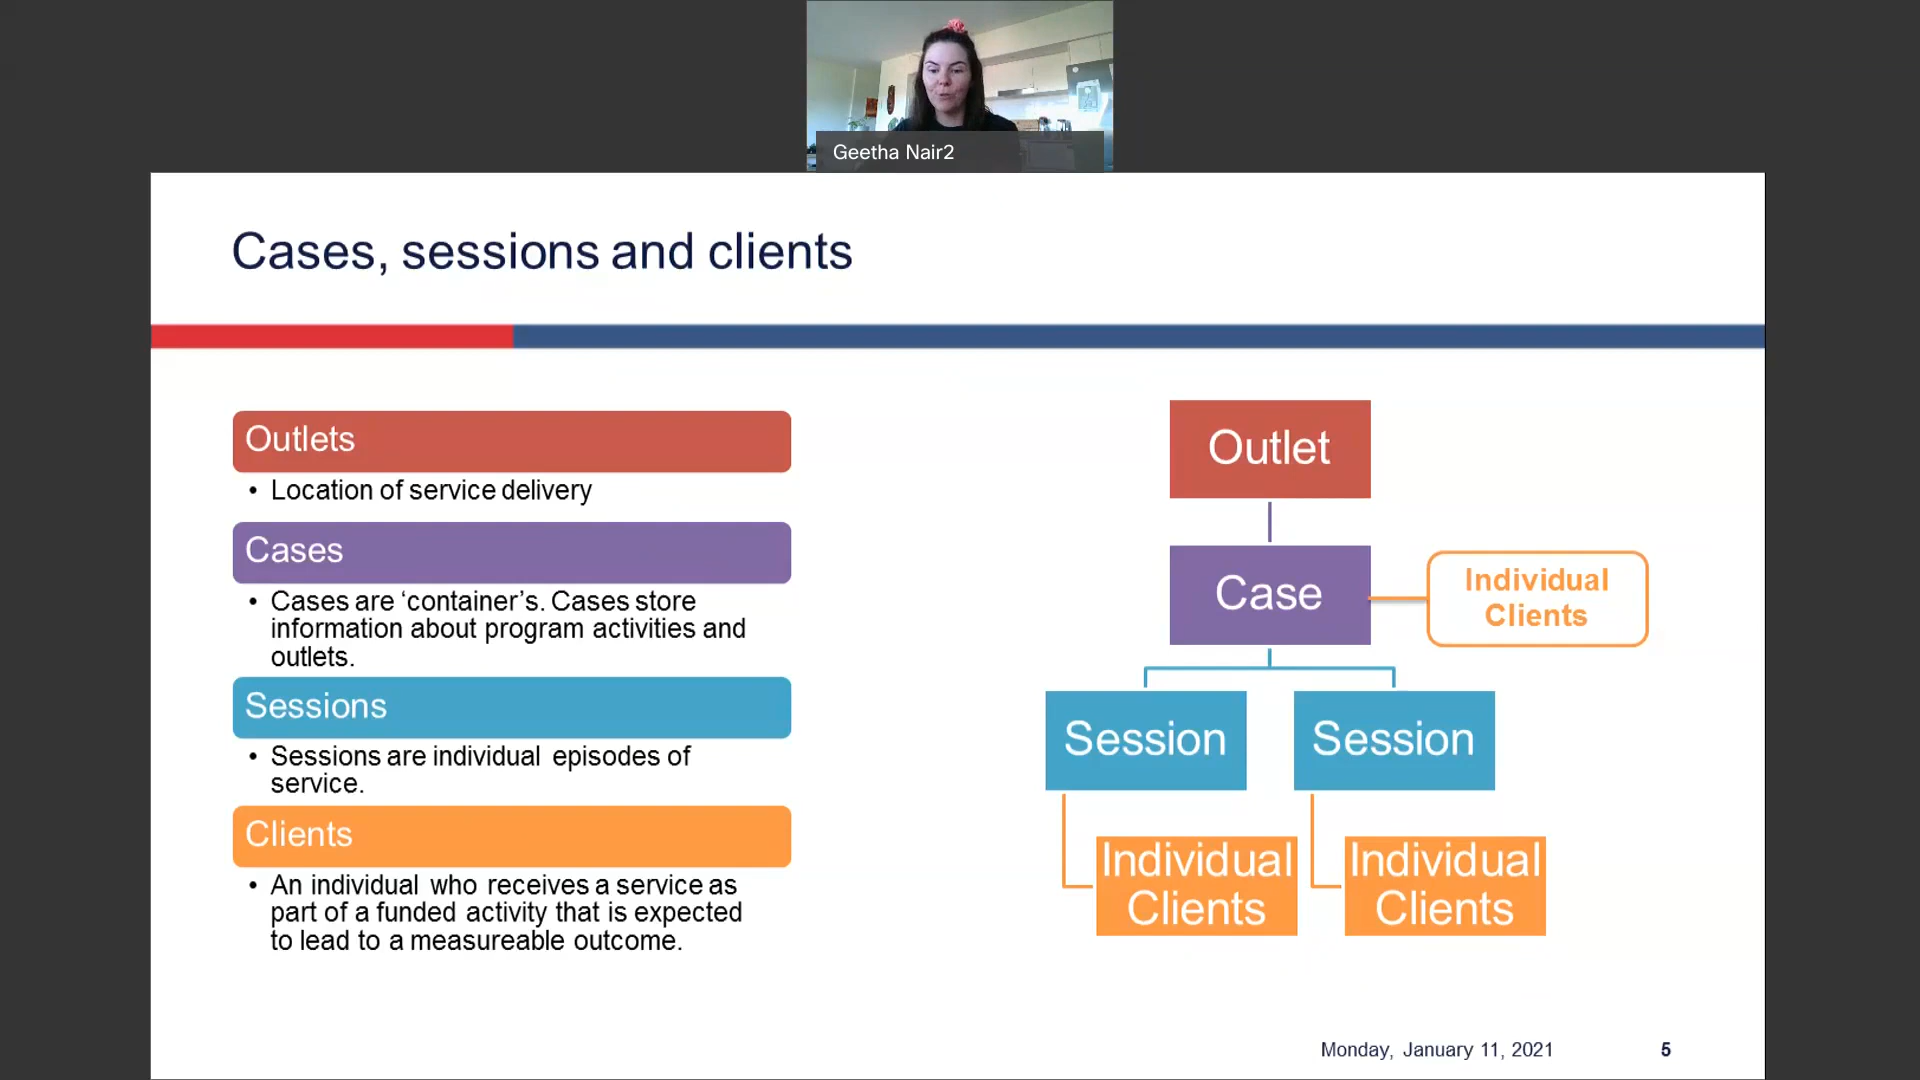 Geetha Nair2
Cases, sessions and clients
Outlets
• Location of service delivery
Cases
• Cases are ‘container’s. Cases store
information about program activities and
outlets.
Sessions
• Sessions are individual episodes of
service.
Clients
• An individual who receives a service as
part of a funded activity that is expected
to lead to a measureable outcome.
Outlet
Case
Individual
Clients
Session
Session
Individual
Clients
Individual
Clients
Monday, January 11, 2021
5